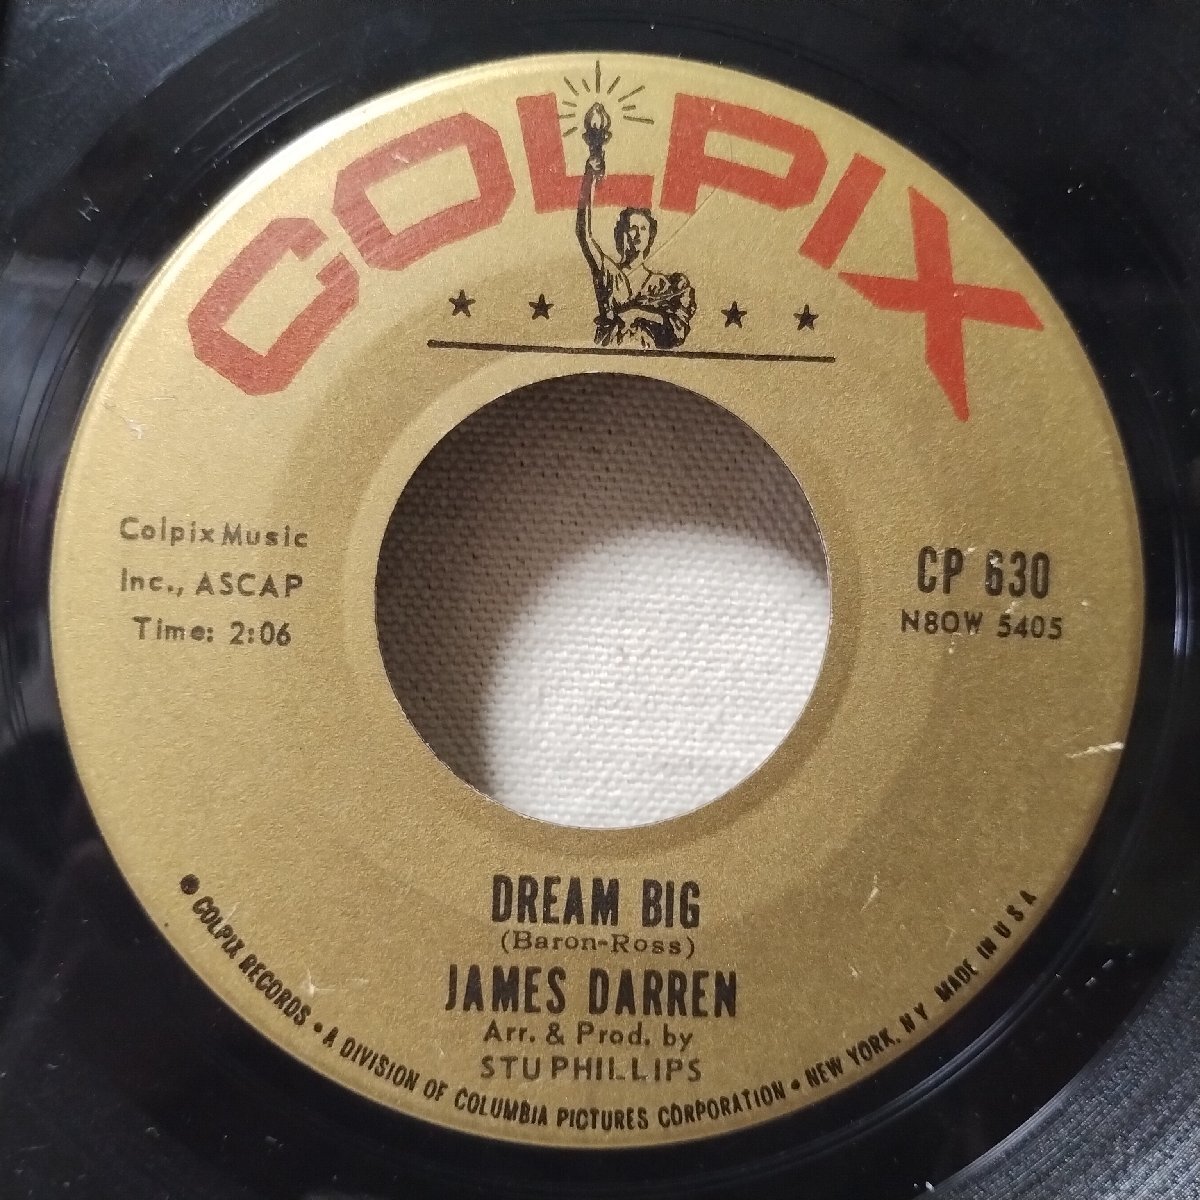 COLPIX
Colpix Music
Inc., ASCAP
Time: 2:06
CP 630
N8OW 5405
DREAM BIG
(Baron-Ross)
JAMES DARREN
Arr. & Prod. by
STU PHILLIPS
● COLPIX RECORDS • A DIVISION OF COLUMBIA PICTURES CORPORATION • NEW YORK, N Y MADE IN U S A